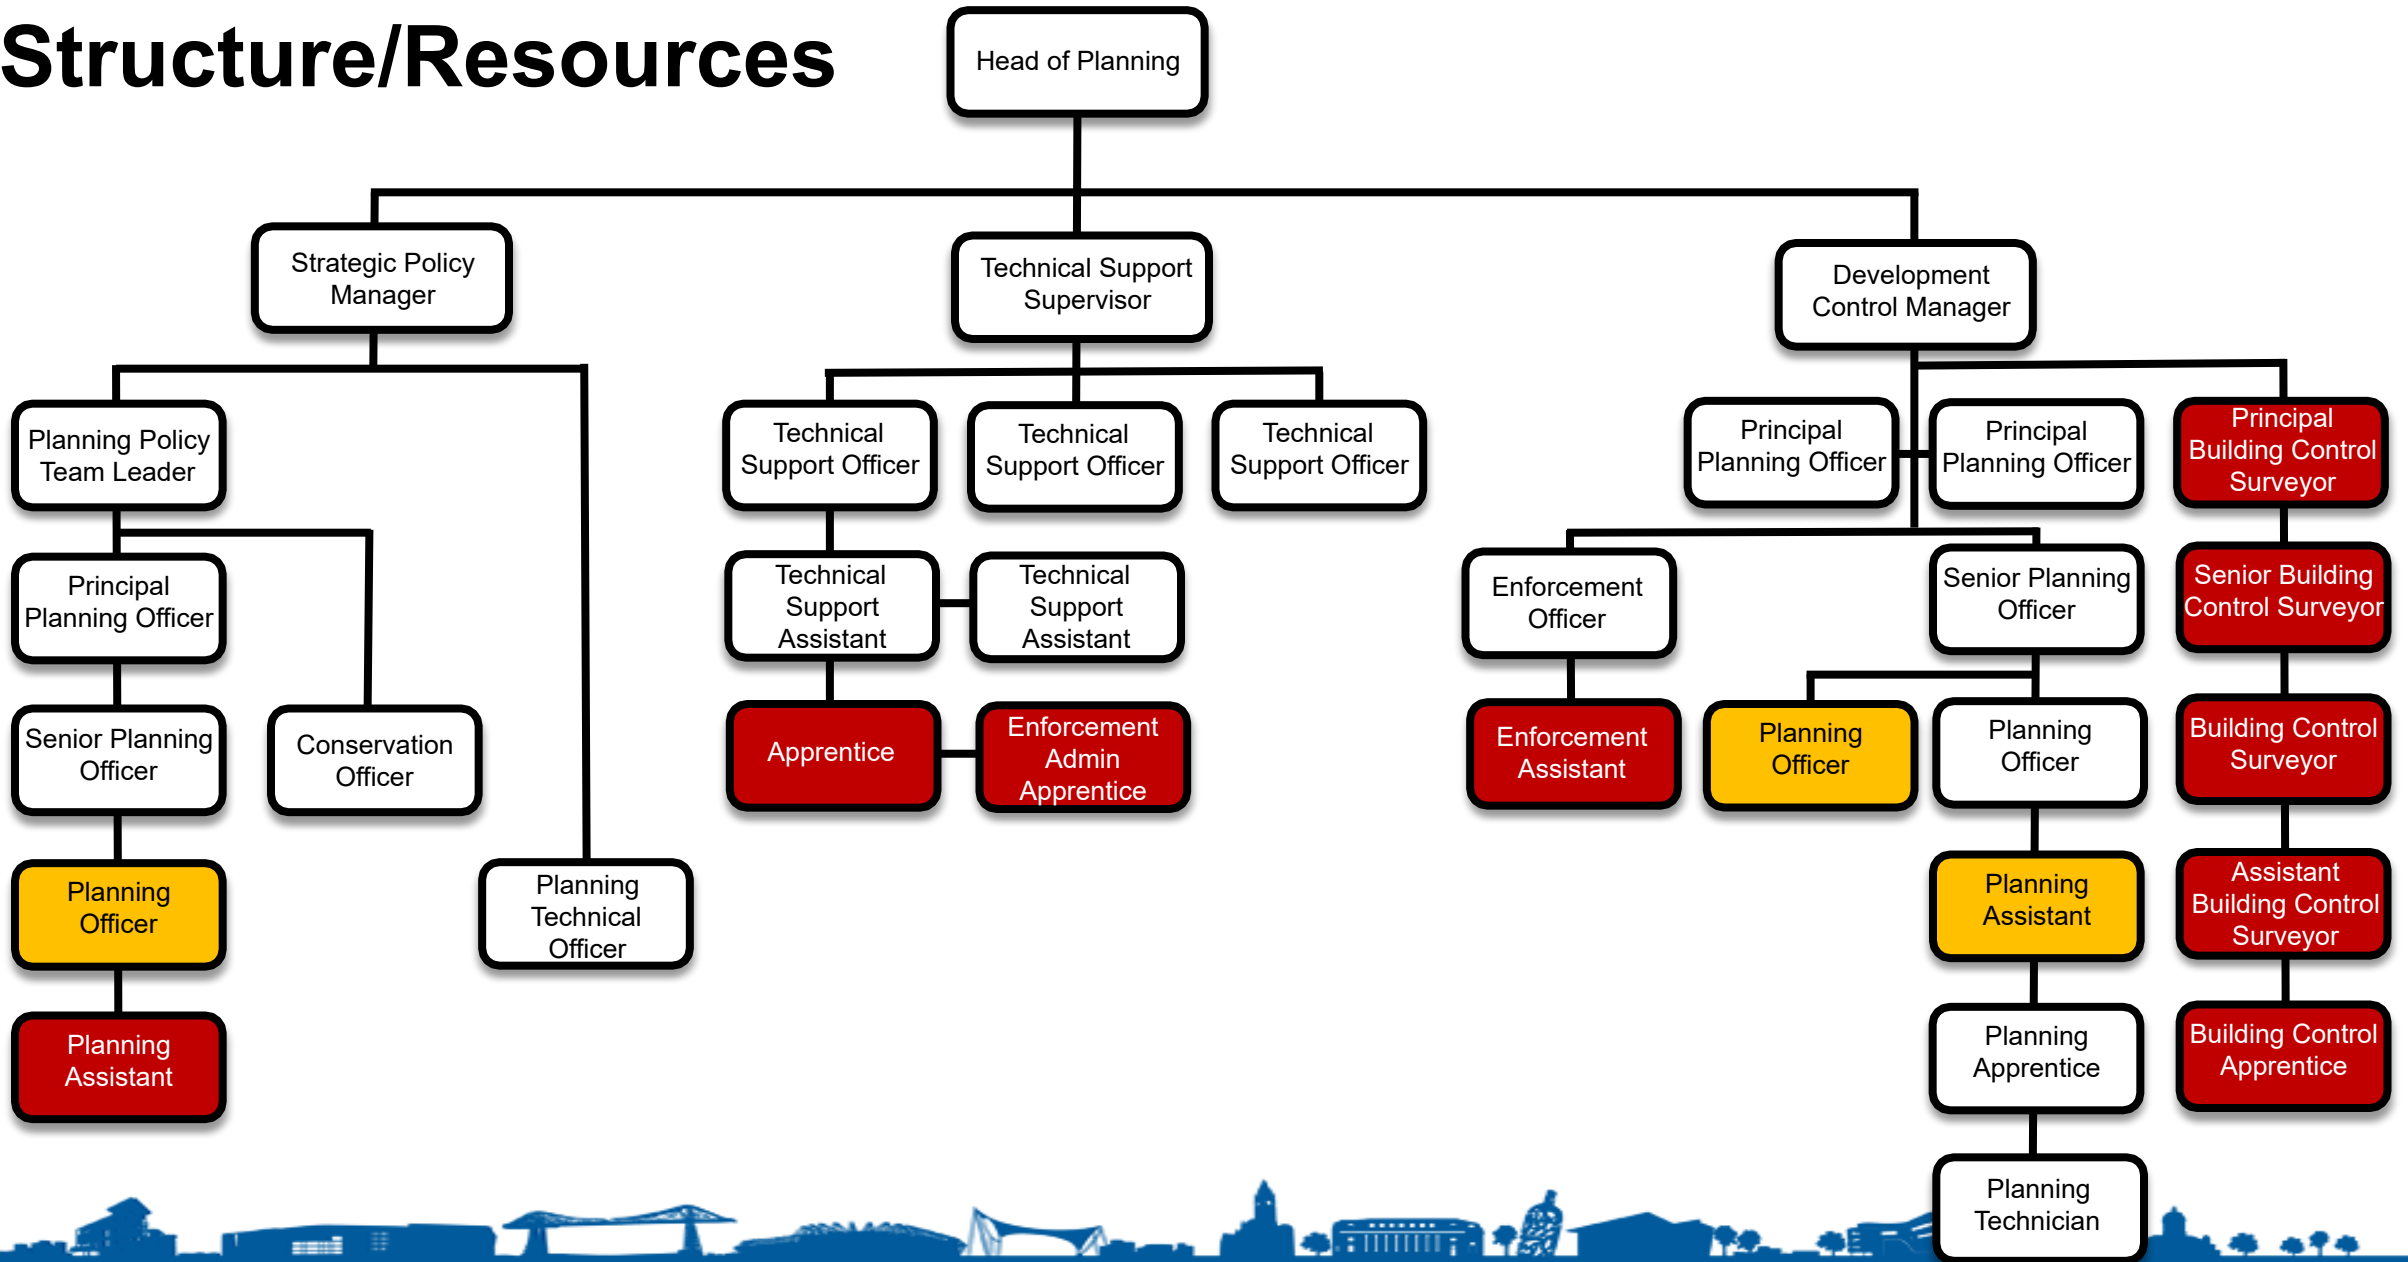 Structure/Resources
Head of Planning
Strategic Policy
Manager
Technical Support
Supervisor
Development
Control Manager
Planning Policy
Team Leader
Technical
Support Officer
Technical
Support Officer
Technical
Support Officer
Principal
Planning Officer
Principal
Planning Officer
Principal
Building Control
Surveyor
Principal
Planning Officer
Technical
Support
Assistant
Technical
Support
Assistant
Enforcement
Officer
Senior Planning
Officer
Senior Building
Control Surveyor
Senior Planning
Officer
Conservation
Officer
Apprentice
Enforcement
Admin
Apprentice
Enforcement
Assistant
Planning
Officer
Planning
Officer
Building Control
Surveyor
Planning
Officer
Planning
Technical
Officer
Planning
Assistant
Assistant
Building Control
Surveyor
Planning
Assistant
Planning
Apprentice
Building Control
Apprentice
Planning
Technician